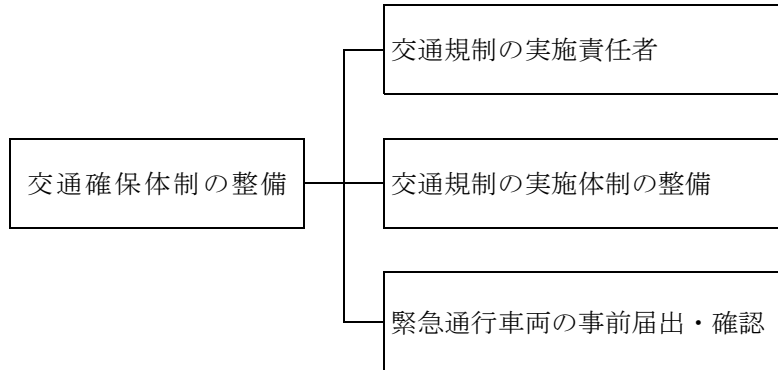 交通規制の実施責任者
交通確保体制の整備
交通規制の実施体制の整備
緊急通行車両の事前届出・確認